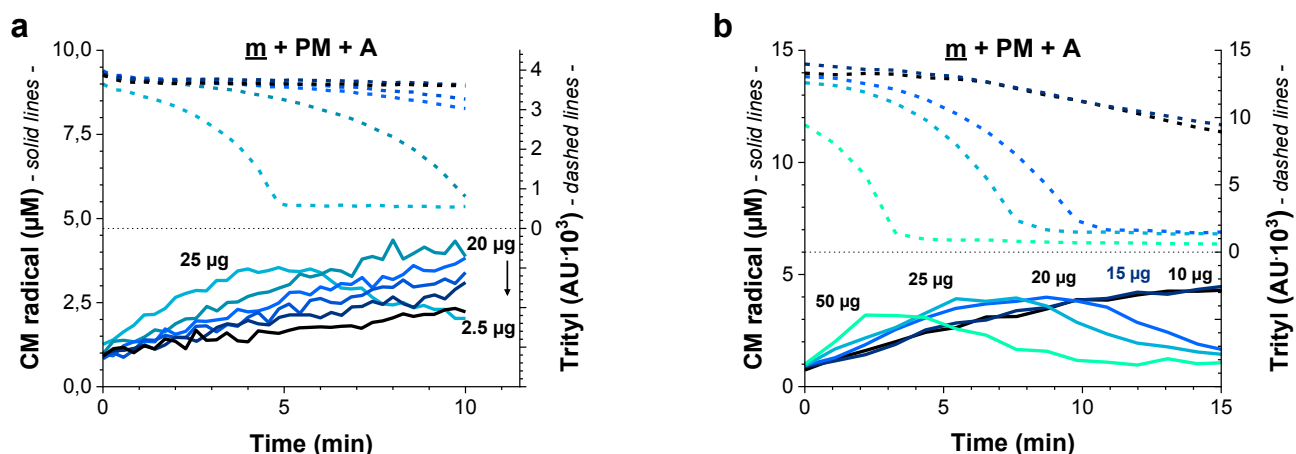 a
m + PM + A
10,0
7,5
5,0
2,5
0,0
CM radical (µM) - solid lines -
4
3
2
1
0
Trityl (AU·10³) - dashed lines -
25 µg
20 µg
2.5 µg
0
5
10
Time (min)
b
m + PM + A
15
10
5
0
CM radical (µM) - solid lines -
15
10
5
0
Trityl (AU·10³) - dashed lines -
50 µg
25 µg
20 µg
15 µg
10 µg
0
5
10
15
Time (min)